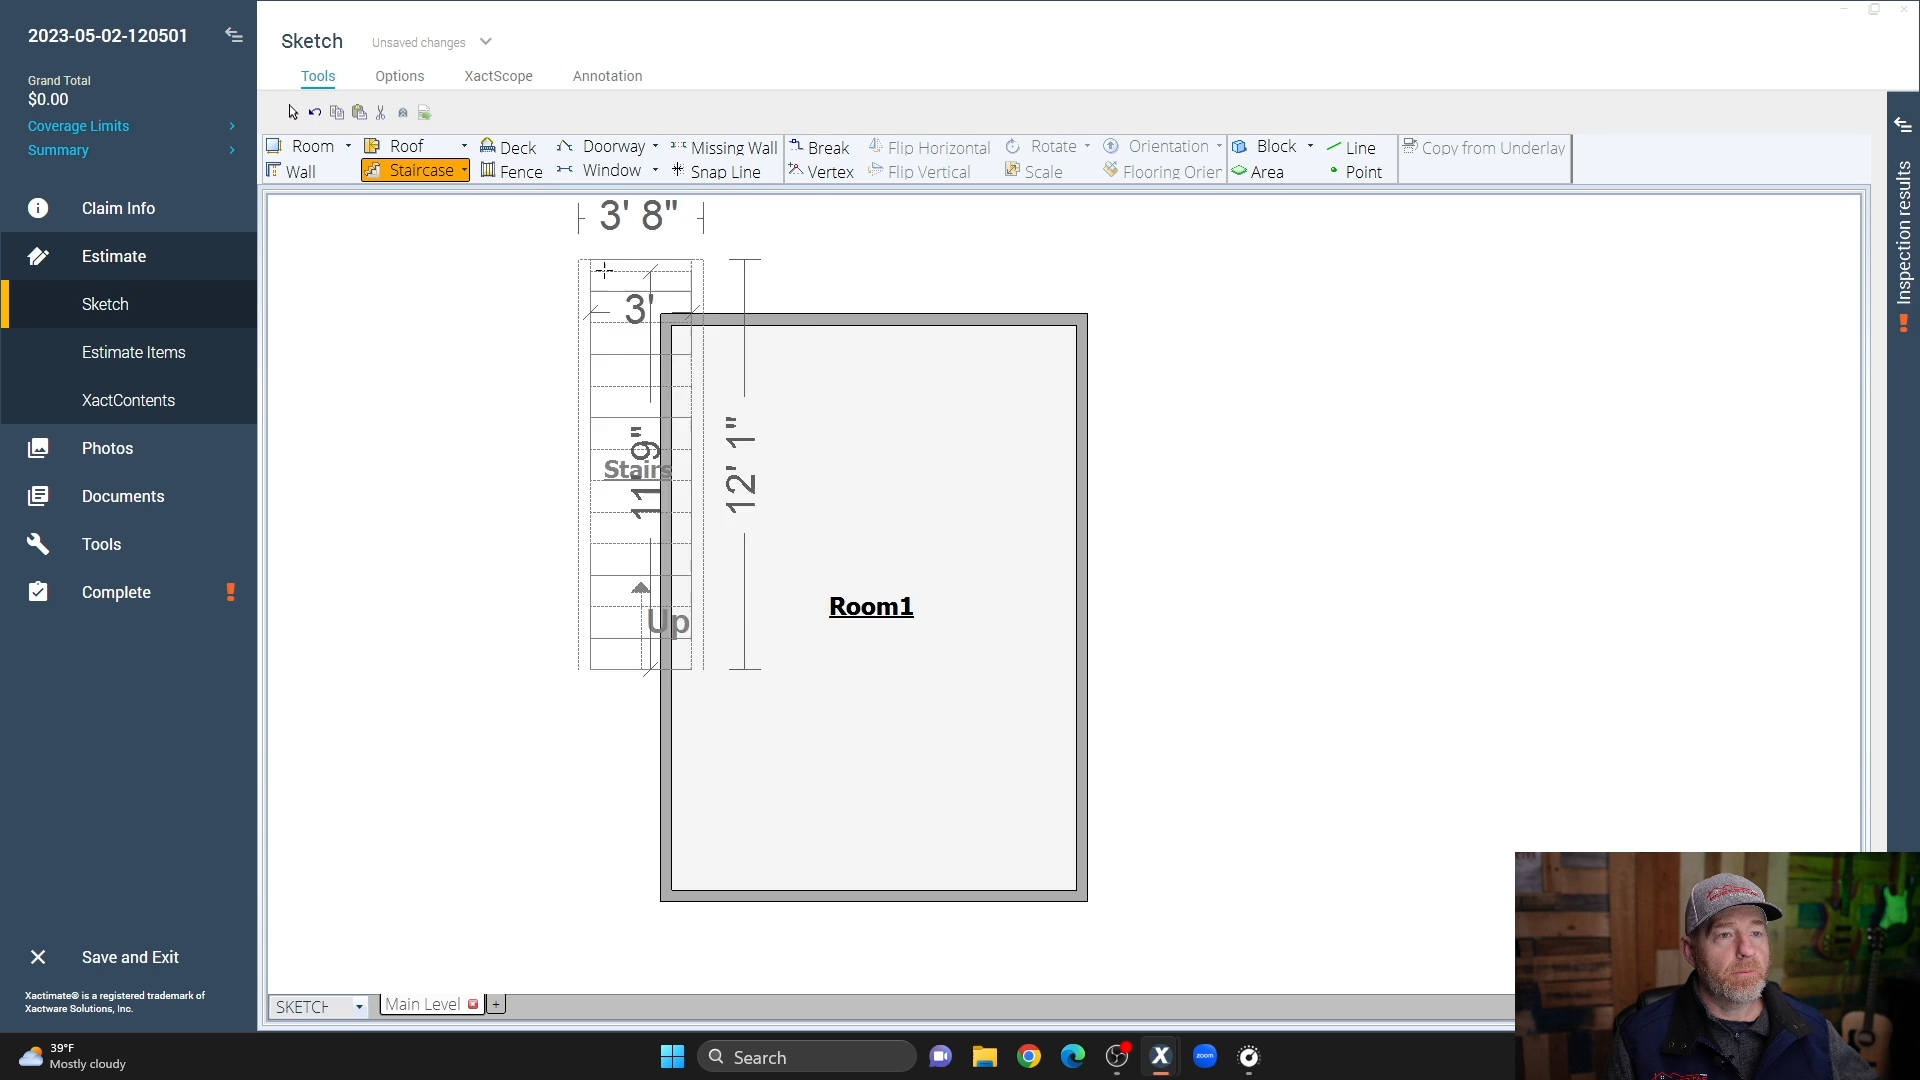 2023-05-02-120501
Grand Total
$0.00
Coverage Limits
Summary
Claim Info
Estimate
Sketch
Estimate Items
XactContents
Photos
Documents
Tools
Complete
Save and Exit
Xactimate® is a registered trademark of
Xactware Solutions, Inc.
Sketch Unsaved changes
Tools Options XactScope Annotation
Room Roof Deck Doorway Missing Wall Break Flip Horizontal Rotate Orientation Block Line Copy from Underlay
Wall Staircase Fence Window Snap Line Vertex Flip Vertical Scale Flooring Orien Area Point
3' 8"
3'
11' 9"
Stairs
12' 1"
Up
Room1
Inspection results
SKETCH Main Level +
39°F
Mostly cloudy
Search
zoom